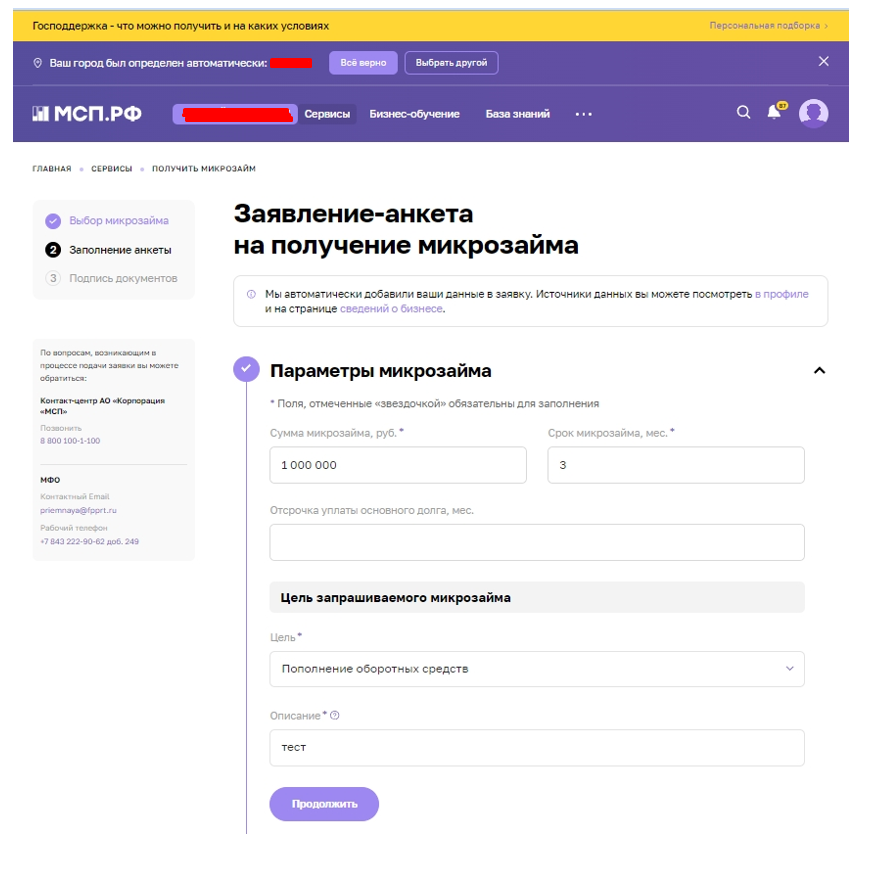 Господдержка - что можно получить и на каких условиях
Персональная подборка ›
Ваш город был определен автоматически:
Всё верно
Выбрать другой
МСП.РФ
Сервисы
Бизнес-обучение
База знаний
87
ГЛАВНАЯ
СЕРВИСЫ
ПОЛУЧИТЬ МИКРОЗАЙМ
Выбор микрозайма
2 Заполнение анкеты
3 Подпись документов
По вопросам, возникающим в
процессе подачи заявки вы можете
обратиться:
Контакт-центр АО «Корпорация
«МСП»
Позвонить
8 800 100-1-100
МФО
Контактный Email
priemnaya@fpprt.ru
Рабочий телефон
+7 843 222-90-62 доб. 249
Заявление-анкета
на получение микрозайма
Мы автоматически добавили ваши данные в заявку. Источники данных вы можете посмотреть в профиле
и на странице сведений о бизнесе.
Параметры микрозайма
* Поля, отмеченные «звездочкой» обязательны для заполнения
Сумма микрозайма, руб. *
Срок микрозайма, мес. *
1 000 000
3
Отсрочка уплаты основного долга, мес.
Цель запрашиваемого микрозайма
Цель *
Пополнение оборотных средств
Описание *
тест
Продолжить